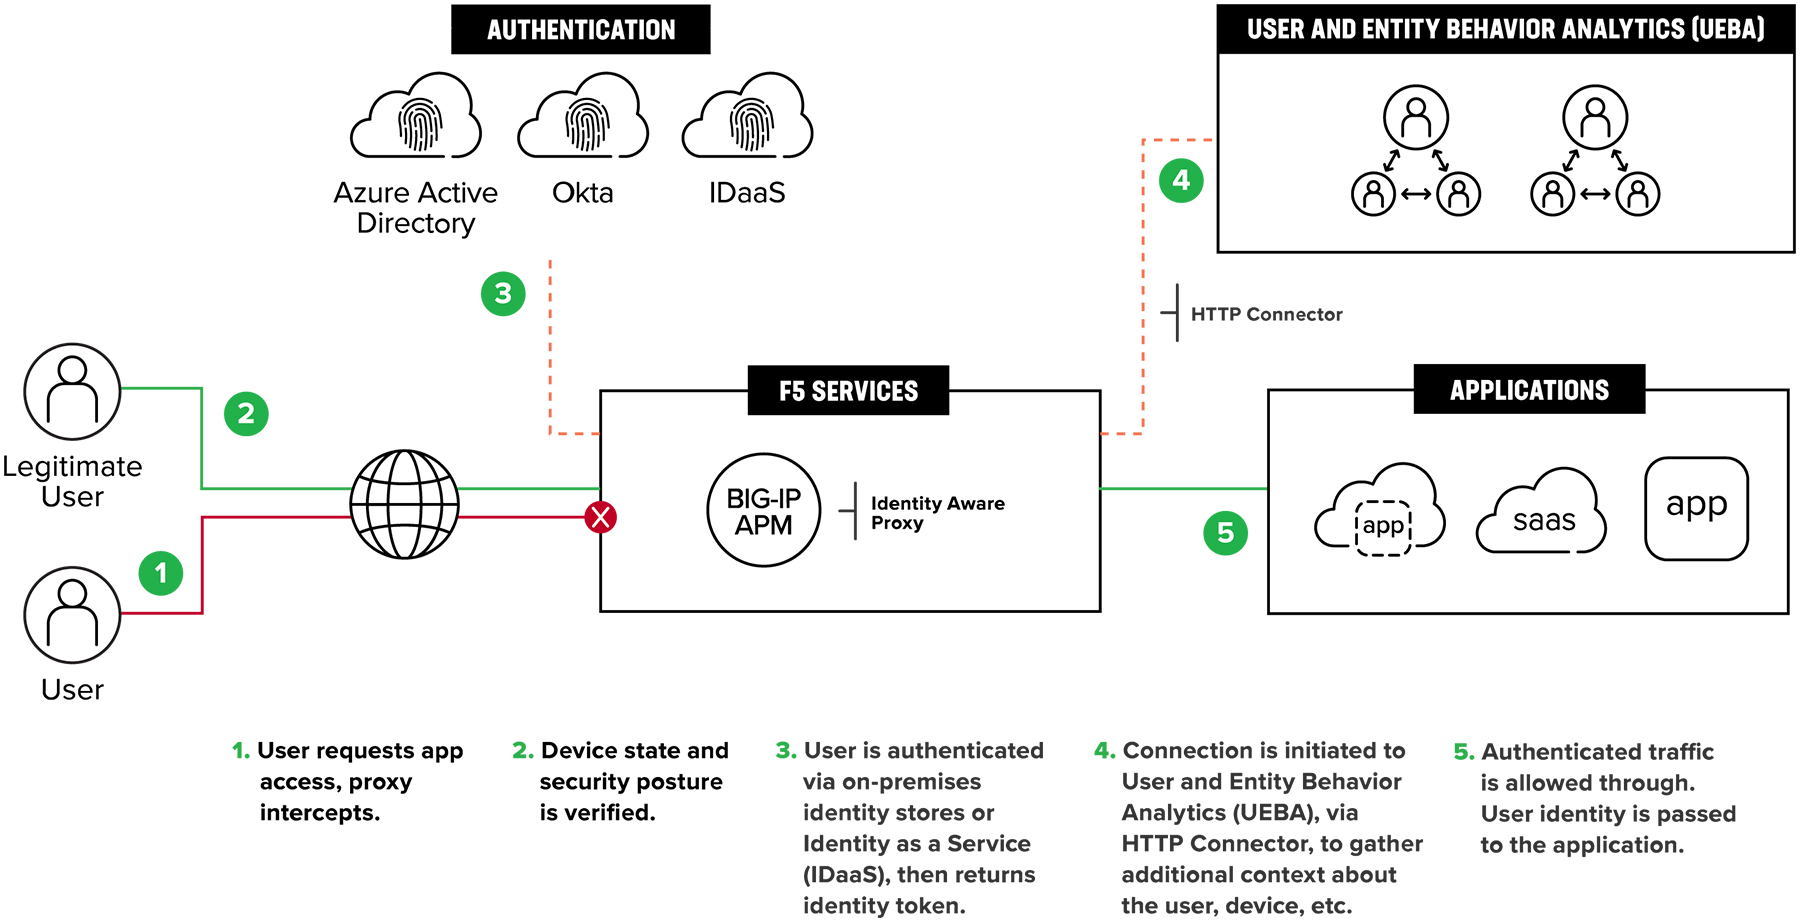 AUTHENTICATION
USER AND ENTITY BEHAVIOR ANALYTICS (UEBA)
Azure Active
Directory
Okta
IDaaS
4
3
HTTP Connector
F5 SERVICES
APPLICATIONS
2
Legitimate
User
BIG-IP
APM
Identity Aware
Proxy
X
app
saas
app
5
1
User
1. User requests app
access, proxy
intercepts.
2. Device state and
security posture
is verified.
3. User is authenticated
via on-premises
identity stores or
Identity as a Service
(IDaaS), then returns
identity token.
4. Connection is initiated to
User and Entity Behavior
Analytics (UEBA), via
HTTP Connector, to gather
additional context about
the user, device, etc.
5. Authenticated traffic
is allowed through.
User identity is passed
to the application.